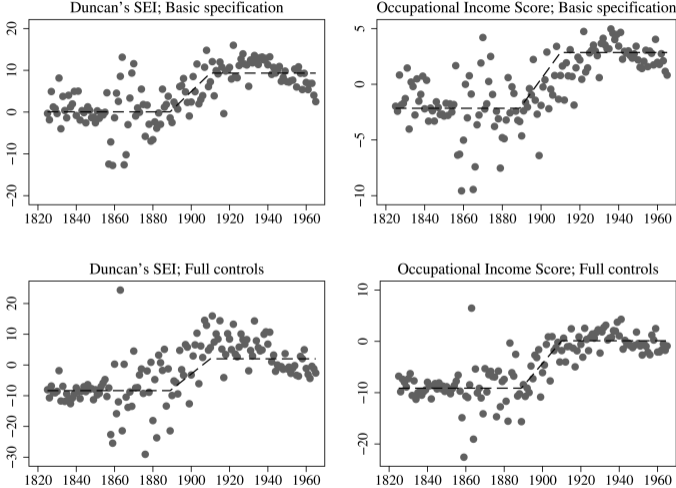 Duncan's SEI; Basic specification
20
10
0
−10
−20
1820 1840 1860 1880 1900 1920 1940 1960
Occupational Income Score; Basic specification
5
0
−5
−10
1820 1840 1860 1880 1900 1920 1940 1960
Duncan's SEI; Full controls
20
10
0
−10
−20
−30
1820 1840 1860 1880 1900 1920 1940 1960
Occupational Income Score; Full controls
10
0
−10
−20
1820 1840 1860 1880 1900 1920 1940 1960